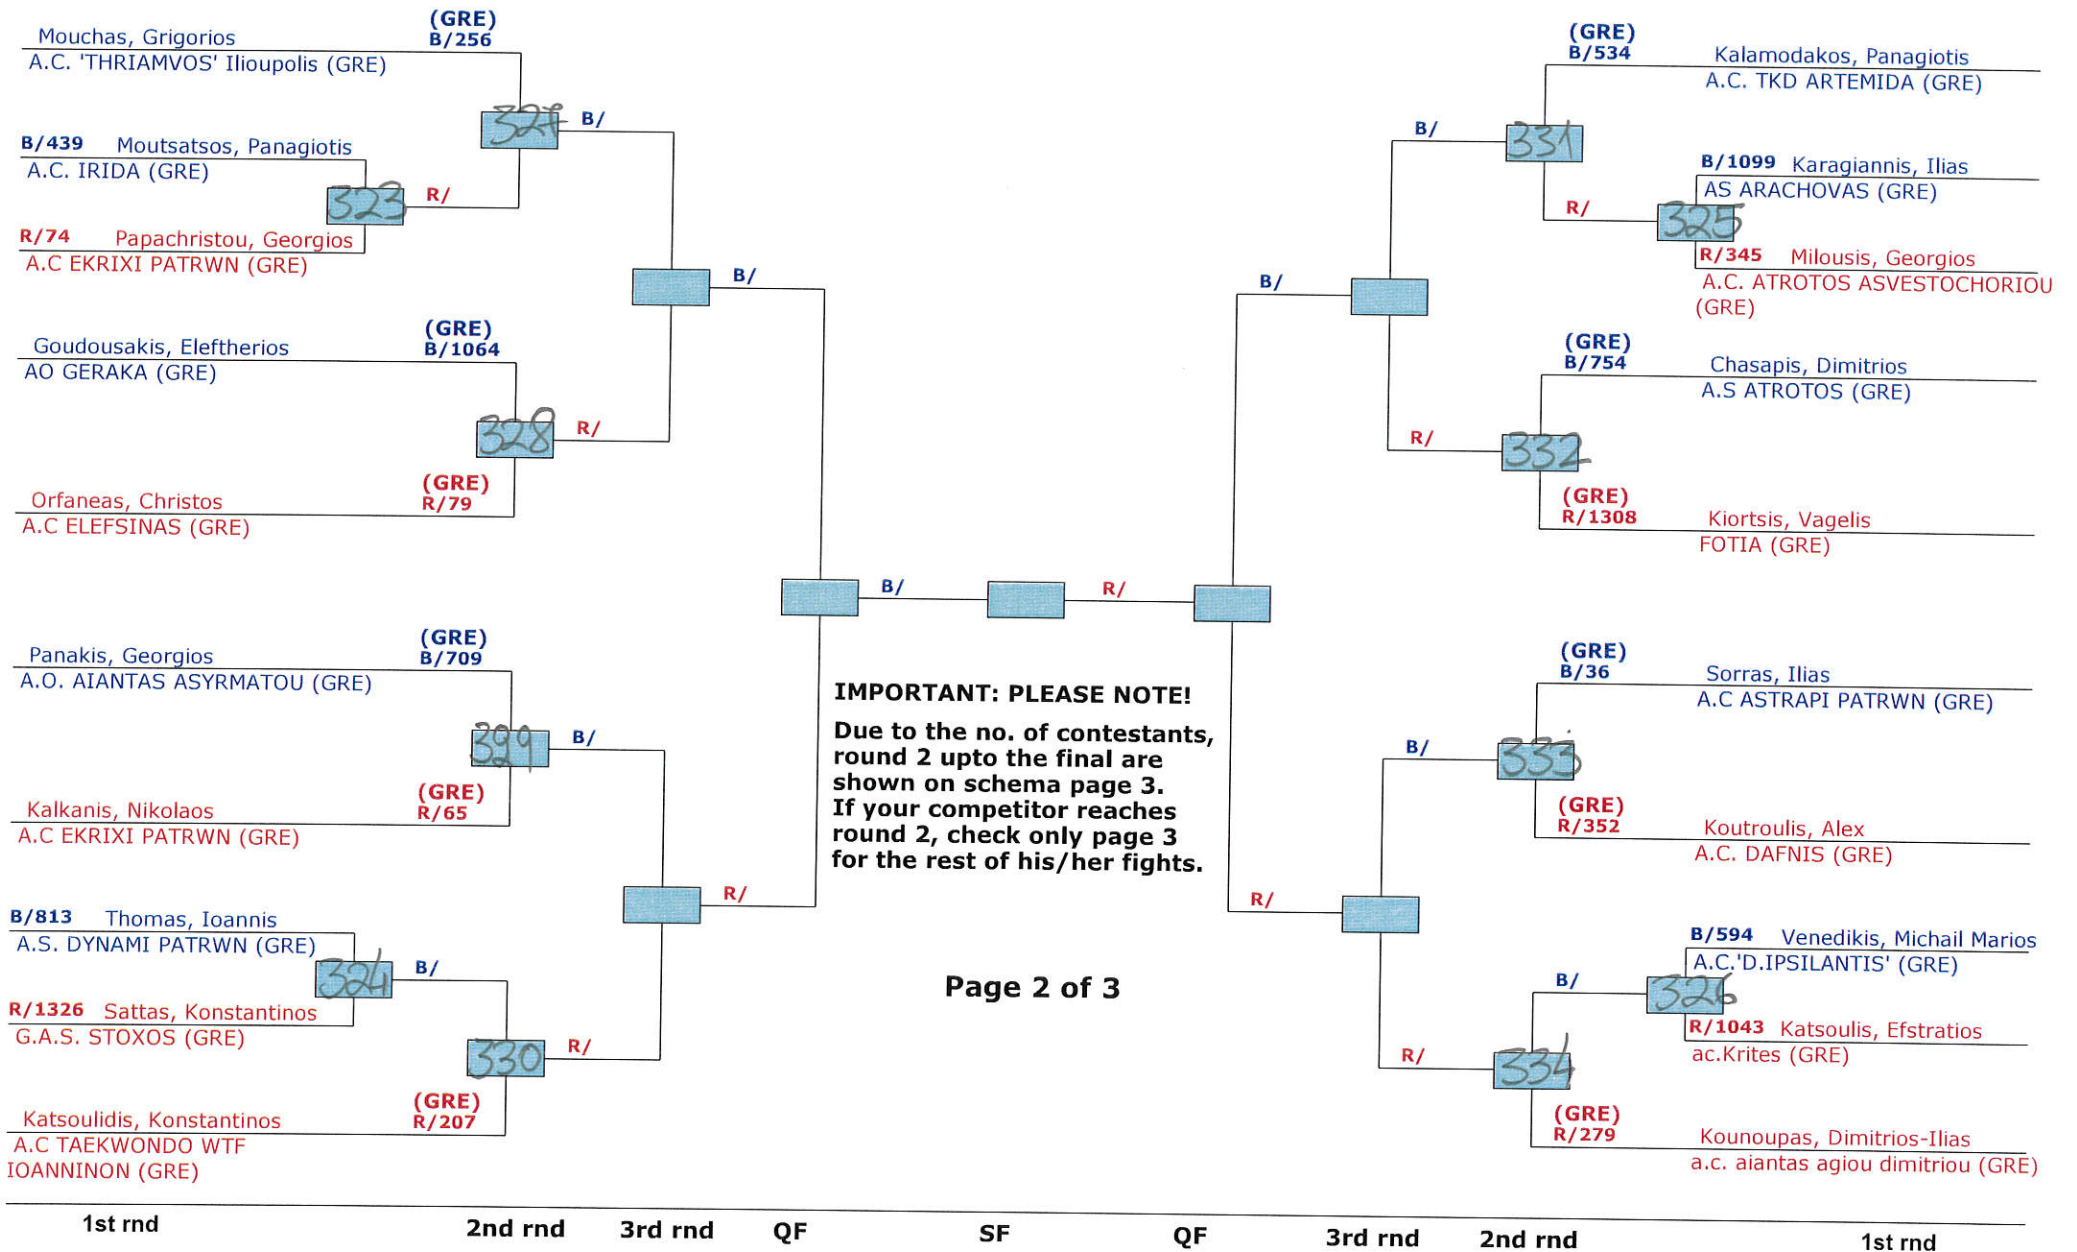 (GRE)
Mouchas, Grigorios B/256
A.C. 'THRIAMVOS' Ilioupolis (GRE)
327 B/
B/439 Moutsatsos, Panagiotis
A.C. IRIDA (GRE)
323 R/
R/74 Papachristou, Georgios
A.C EKRIXI PATRWN (GRE)
B/
(GRE)
Goudousakis, Eleftherios B/1064
AO GERAKA (GRE)
328 R/
(GRE)
Orfaneas, Christos R/79
A.C ELEFSINAS (GRE)
B/
(GRE)
Panakis, Georgios B/709
A.O. AIANTAS ASYRMATOU (GRE)
329 B/
(GRE)
Kalkanis, Nikolaos R/65
A.C EKRIXI PATRWN (GRE)
R/
B/813 Thomas, Ioannis
A.S. DYNAMI PATRWN (GRE)
324 B/
R/1326 Sattas, Konstantinos
G.A.S. STOXOS (GRE)
330 R/
(GRE)
Katsoulidis, Konstantinos R/207
A.C TAEKWONDO WTF
IOANNINON (GRE)
IMPORTANT: PLEASE NOTE!
Due to the no. of contestants,
round 2 upto the final are
shown on schema page 3.
If your competitor reaches
round 2, check only page 3
for the rest of his/her fights.
Page 2 of 3
(GRE)
B/534 Kalamodakos, Panagiotis
A.C. TKD ARTEMIDA (GRE)
B/ 331
B/1099 Karagiannis, Ilias
AS ARACHOVAS (GRE)
R/ 325
R/345 Milousis, Georgios
A.C. ATROTOS ASVESTOCHORIOU
(GRE)
B/
(GRE)
B/754 Chasapis, Dimitrios
A.S ATROTOS (GRE)
R/ 332
(GRE)
R/1308 Kiortsis, Vagelis
FOTIA (GRE)
R/
(GRE)
B/36 Sorras, Ilias
A.C ASTRAPI PATRWN (GRE)
B/ 333
(GRE)
R/352 Koutroulis, Alex
A.C. DAFNIS (GRE)
R/
B/594 Venedikis, Michail Marios
A.C.'D.IPSILANTIS' (GRE)
B/ 326
R/1043 Katsoulis, Efstratios
ac.Krites (GRE)
R/ 334
(GRE)
R/279 Kounoupas, Dimitrios-Ilias
a.c. aiantas agiou dimitriou (GRE)
1st rnd 2nd rnd 3rd rnd QF SF QF 3rd rnd 2nd rnd 1st rnd